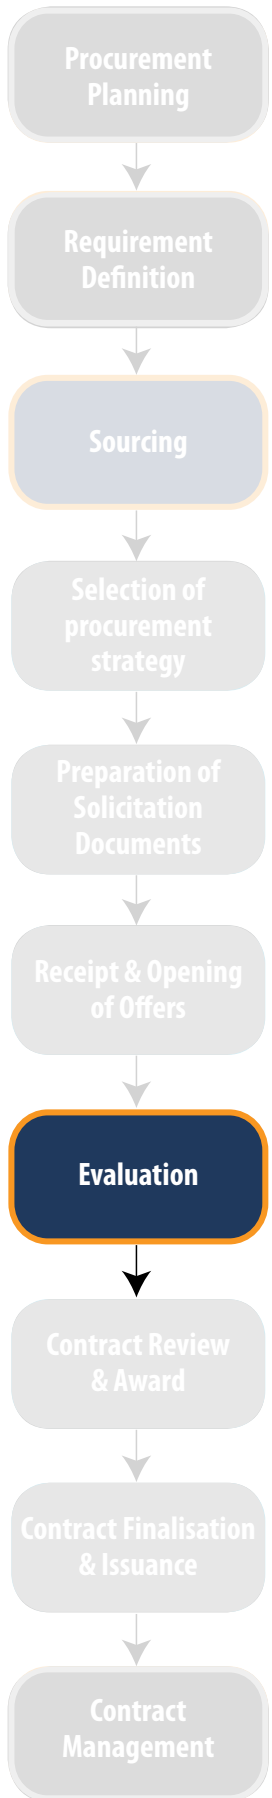 Procurement
Planning
Requirement
Definition
Sourcing
Selection of
procurement
strategy
Preparation of
Solicitation
Documents
Receipt & Opening
of Offers
Evaluation
Contract Review
& Award
Contract Finalisation
& Issuance
Contract
Management